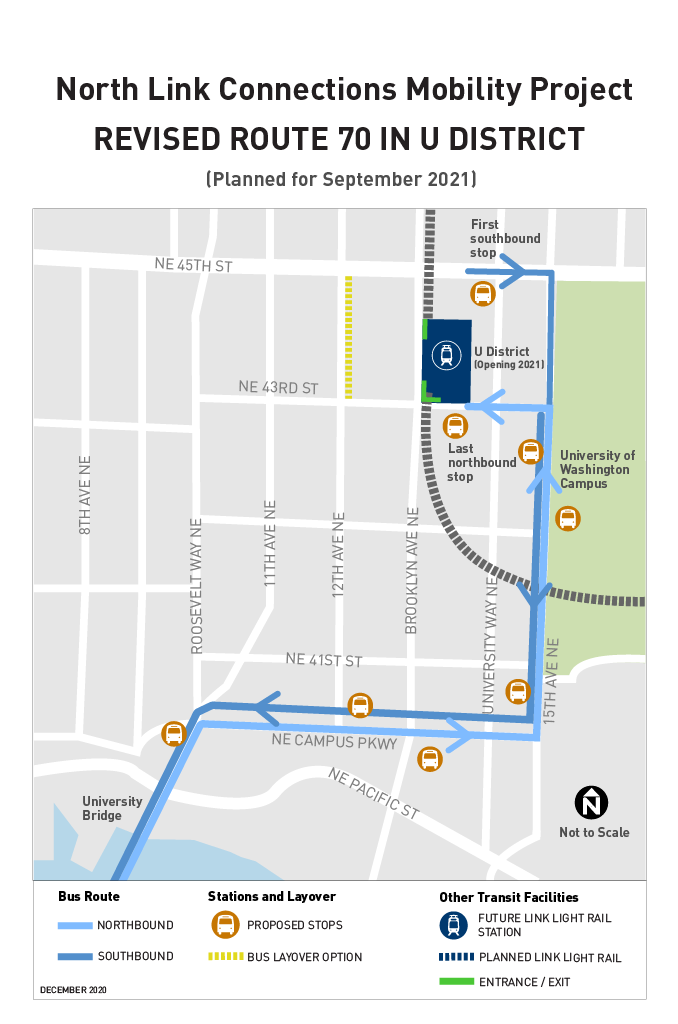 North Link Connections Mobility Project
REVISED ROUTE 70 IN U DISTRICT
(Planned for September 2021)
First
southbound
stop
NE 45TH ST
U District
(Opening 2021)
NE 43RD ST
Last
northbound
stop
University of
Washington
Campus
8TH AVE NE
ROOSEVELT WAY NE
11TH AVE NE
12TH AVE NE
BROOKLYN AVE NE
UNIVERSITY WAY NE
15TH AVE NE
NE 41ST ST
NE CAMPUS PKWY
NE PACIFIC ST
University
Bridge
N
Not to Scale
Bus Route
NORTHBOUND
SOUTHBOUND
Stations and Layover
PROPOSED STOPS
BUS LAYOVER OPTION
Other Transit Facilities
FUTURE LINK LIGHT RAIL
STATION
PLANNED LINK LIGHT RAIL
ENTRANCE / EXIT
DECEMBER 2020